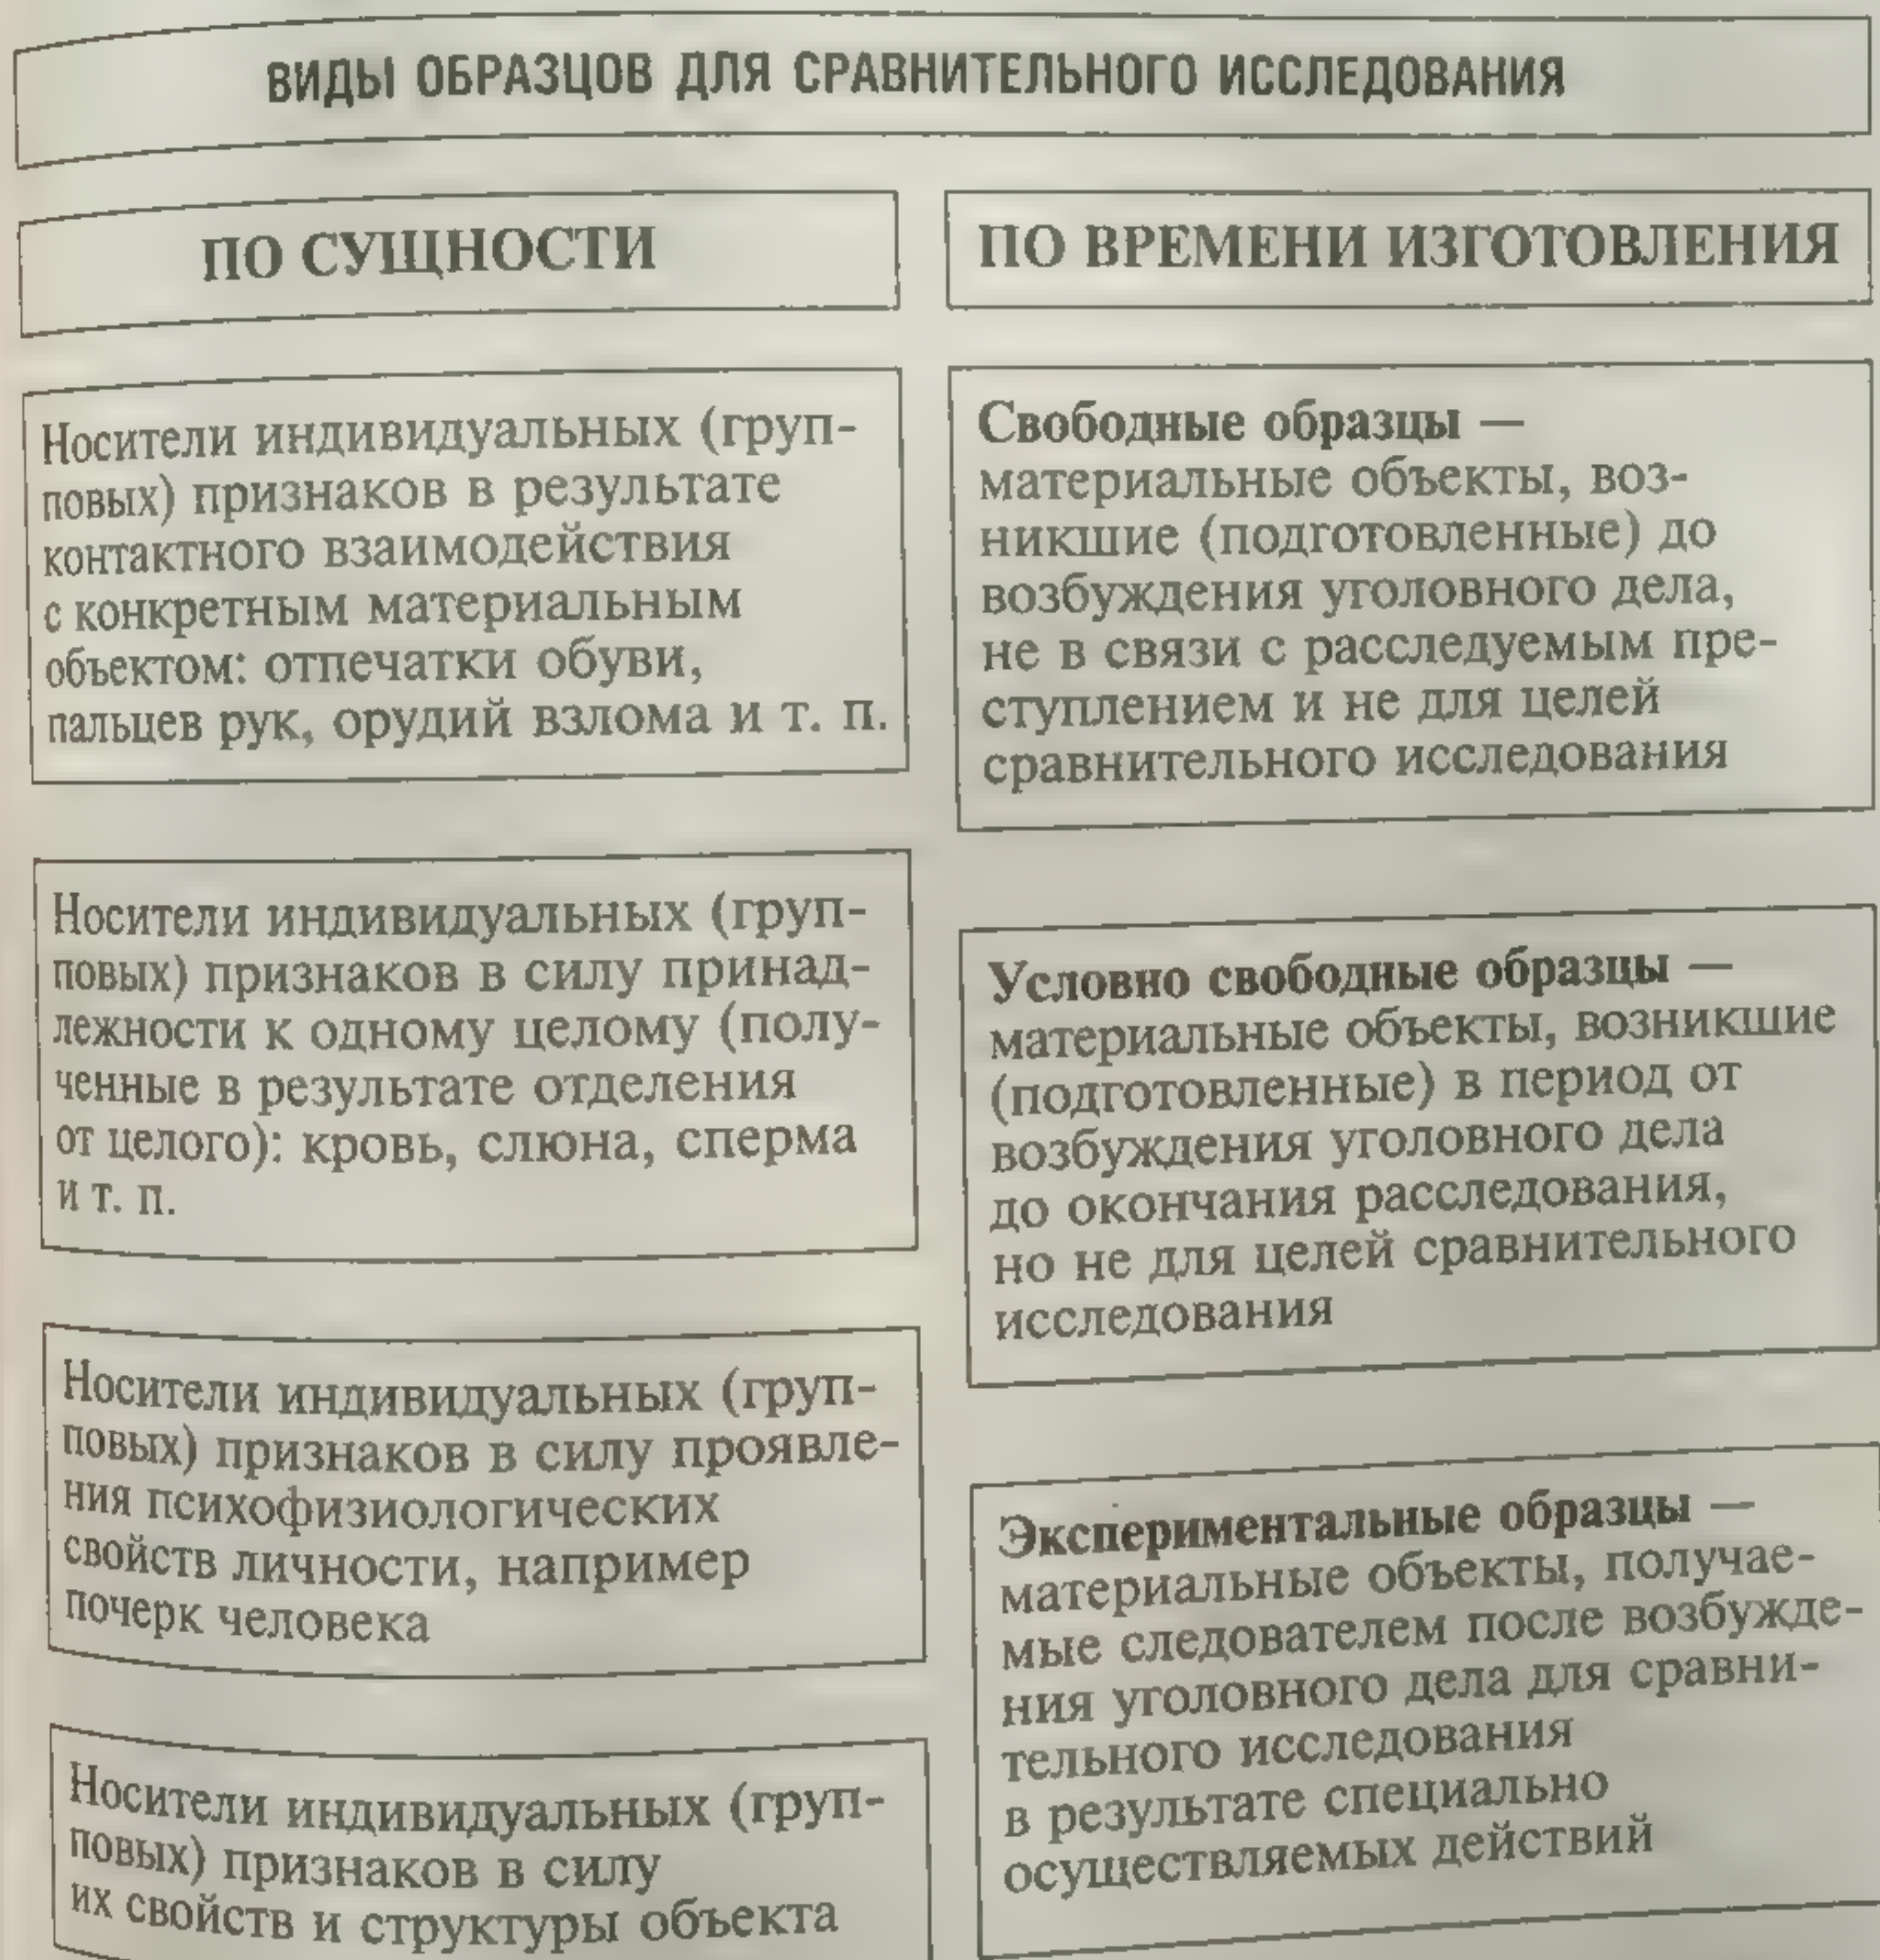 ВИДЫ ОБРАЗЦОВ ДЛЯ СРАВНИТЕЛЬНОГО ИССЛЕДОВАНИЯ
ПО СУЩНОСТИ
Носители индивидуальных (груп-
повых) признаков в результате
контактного взаимодействия
с конкретным материальным
объектом: отпечатки обуви,
пальцев рук, орудий взлома и т. п.
Носители индивидуальных (груп-
повых) признаков в силу принад-
лежности к одному целому (полу-
ченные в результате отделения
от целого): кровь, слюна, сперма
и т. п.
Носители индивидуальных (груп-
повых) признаков в силу проявле-
ния психофизиологических
свойств личности, например
почерк человека
Носители индивидуальных (груп-
повых) признаков в силу
их свойств и структуры объекта
ПО ВРЕМЕНИ ИЗГОТОВЛЕНИЯ
Свободные образцы —
материальные объекты, воз-
никшие (подготовленные) до
возбуждения уголовного дела,
не в связи с расследуемым пре-
ступлением и не для целей
сравнительного исследования
Условно свободные образцы —
материальные объекты, возникшие
(подготовленные) в период от
возбуждения уголовного дела
до окончания расследования,
но не для целей сравнительного
исследования
Экспериментальные образцы —
материальные объекты, получае-
мые следователем после возбужде-
ния уголовного дела для сравни-
тельного исследования
в результате специально
осуществляемых действий